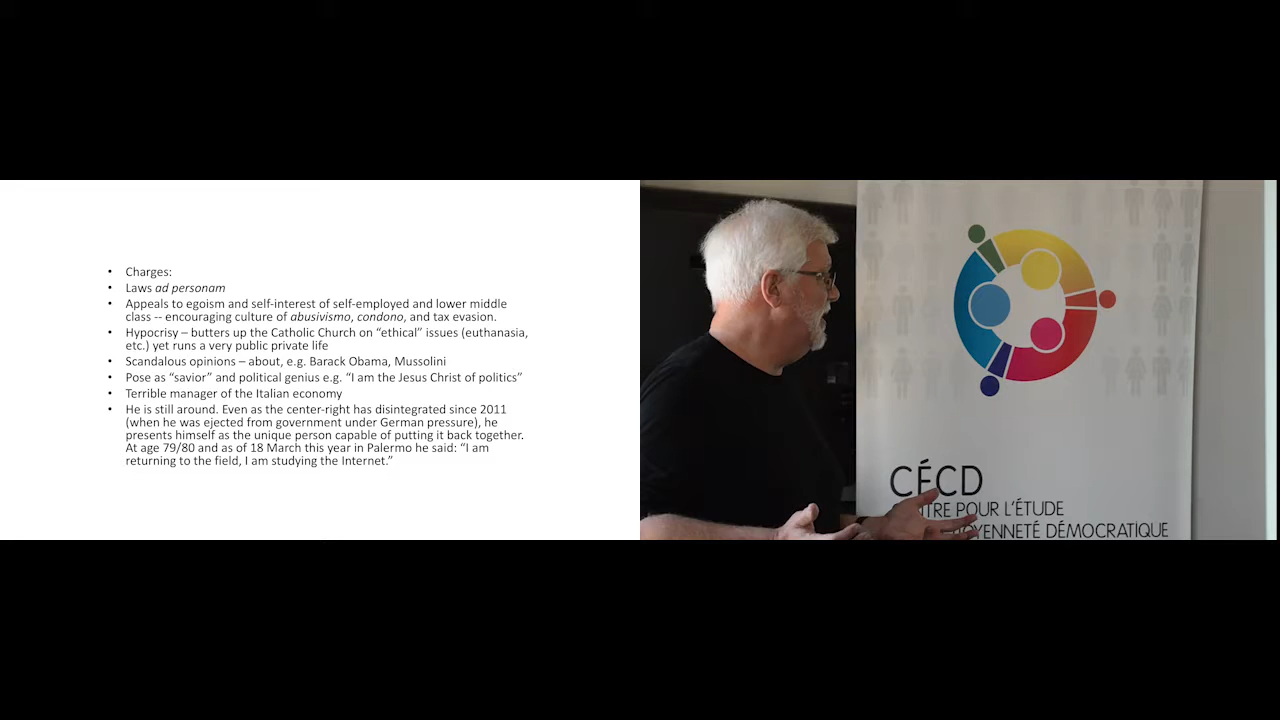 • Charges:
• Laws ad personam
• Appeals to egoism and self-interest of self-employed and lower middle
class -- encouraging culture of abusivismo, condono, and tax evasion.
• Hypocrisy – butters up the Catholic Church on “ethical” issues (euthanasia,
etc.) yet runs a very public private life
• Scandalous opinions – about, e.g. Barack Obama, Mussolini
• Pose as “savior” and political genius e.g. “I am the Jesus Christ of politics”
• Terrible manager of the Italian economy
• He is still around. Even as the center-right has disintegrated since 2011
(when he was ejected from government under German pressure), he
presents himself as the unique person capable of putting it back together.
At age 79/80 and as of 18 March this year in Palermo he said: “I am
returning to the field, I am studying the Internet.”
CÉCD
POUR L’ÉTUDE
DÉMOCRATIQUE